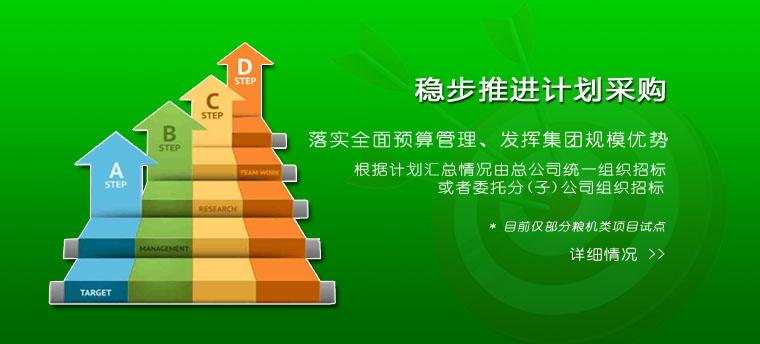 D
STEP
C
STEP
B
STEP
A
STEP
TEAM WORK
RESEARCH
MANAGEMENT
TARGET
稳步推进计划采购
落实全面预算管理、发挥集团规模优势
根据计划汇总情况由总公司统一组织招标
或者委托分(子)公司组织招标
* 目前仅部分粮机类项目试点
详细情况 >>